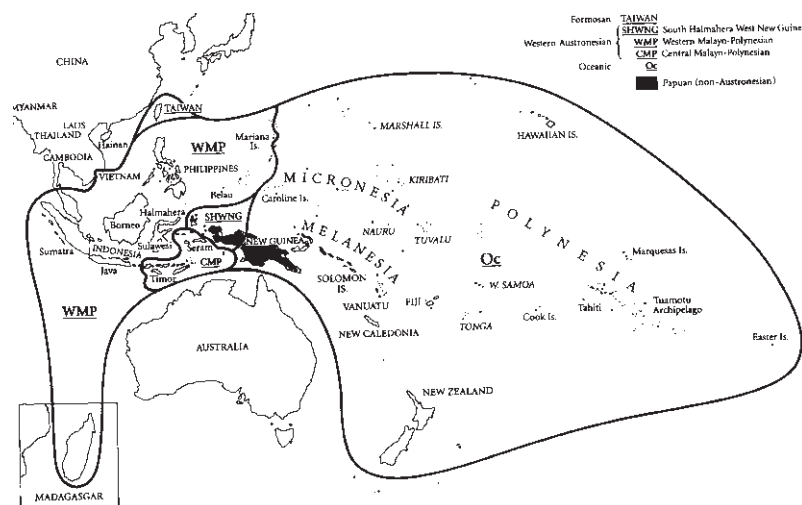 Formosan TAIWAN
SHWNG South Halmahera West New Guine
Western Austronesian WMP Western Malayn-Polynesian
CMP Central Malayn-Polynesian
Oceanic Oc
Papuan (non-Austronesian)
CHINA
TAIWAN
MYANMAR
LAOS
THAILAND
Hainan
CAMBODIA
VIETNAM
WMP
PHILIPPINES
Mariana
Is.
MARSHALL IS.
HAWAIIAN IS.
MICRONESIA
KIRIBATI
Belau
Caroline Is.
Halmahera
SHWNG
Borneo
NEW GUINEA
MELANESIA
NAURU
TUVALU
POLYNESIA
Sumatra
INDONESIA
Sulawesi
Seram
CMP
Java
Timor
Oc
Marquesas Is.
SOLOMON
IS.
W. SAMOA
WMP
VANUATU
FIJI
Tahiti
Tuamotu
Archipelago
NEW CALEDONIA
TONGA
Cook Is.
Easter Is.
AUSTRALIA
NEW ZEALAND
MADAGASGAR